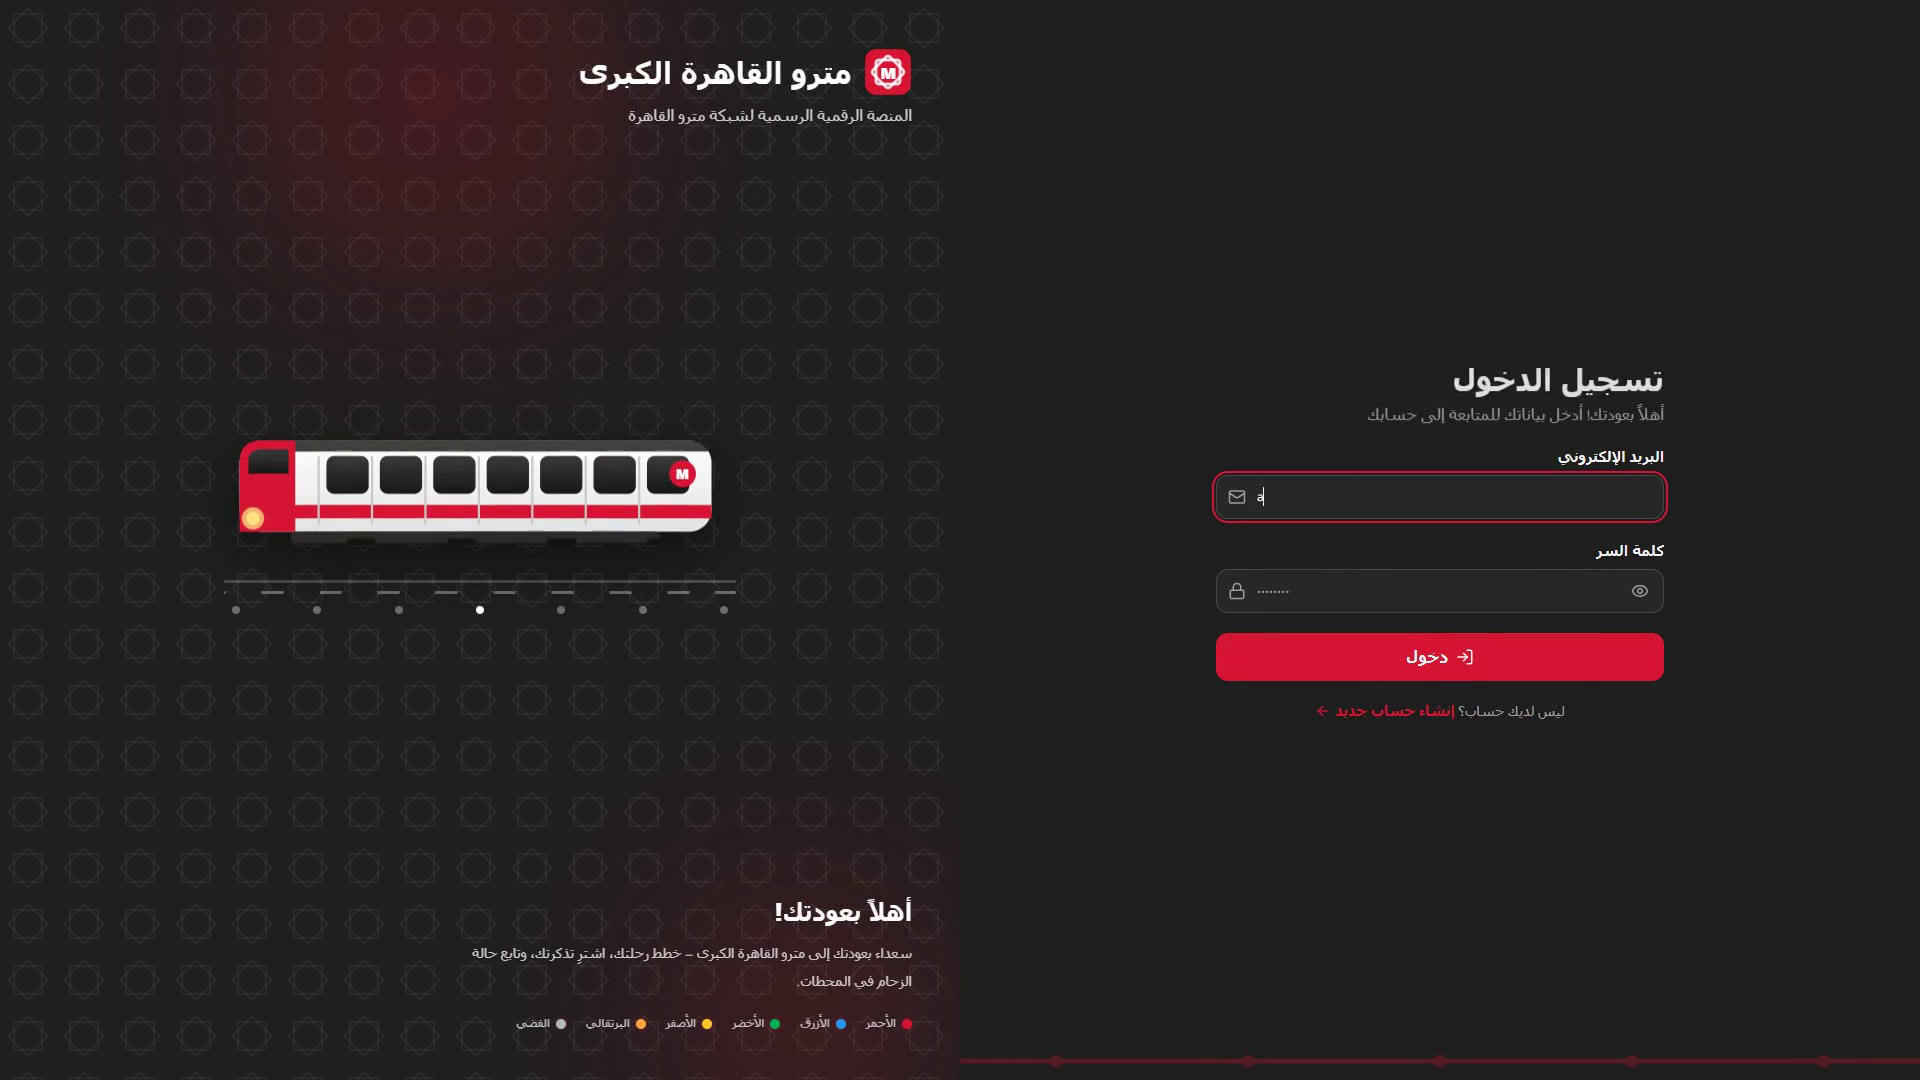 مترو القاهرة الكبرى
المنصة الرقمية الرسمية لشبكة مترو القاهرة
M
M
أهلاً بعودتك!
سعداء بعودتك إلى مترو القاهرة الكبرى – خطط رحلتك، اشترِ تذكرتك، وتابع حالة
الزحام في المحطات.
الأحمر الأزرق الأخضر الأصفر البرتقالي الفضي
تسجيل الدخول
أهلاً بعودتك! أدخل بياناتك للمتابعة إلى حسابك
البريد الإلكتروني
a
كلمة السر
••••••••
دخول
ليس لديك حساب؟ إنشاء حساب جديد ←